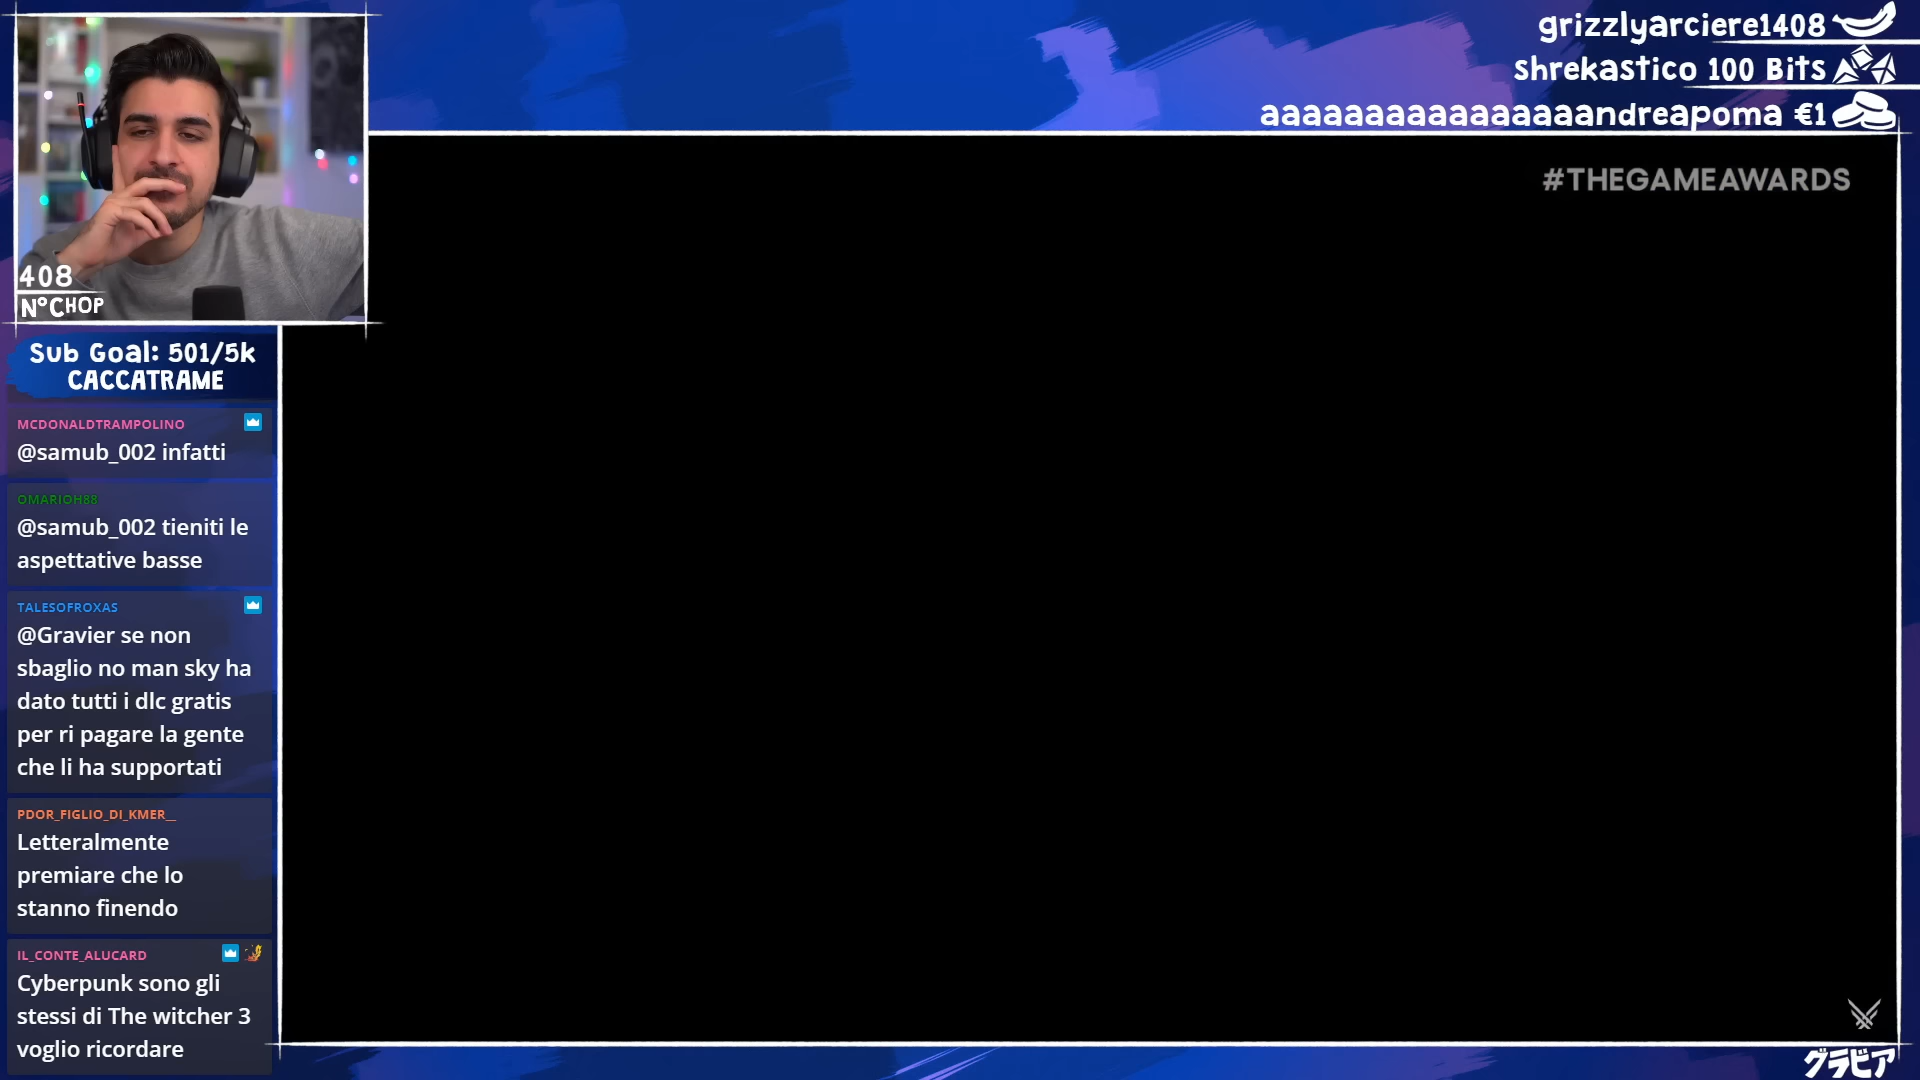 grizzlyarciere1408
shrekastico 100 Bits
aaaaaaaaaaaaaaaandreapoma €1
#THEGAMEAWARDS
408
N°CHOP
Sub Goal: 501/5k
CACCATRAME
MCDONALDTRAMPOLINO
@samub_002 infatti
OMARIOH88
@samub_002 tieniti le
aspettative basse
TALESOFROXAS
@Gravier se non
sbaglio no man sky ha
dato tutti i dlc gratis
per ri pagare la gente
che li ha supportati
PDOR_FIGLIO_DI_KMER__
Letteralmente
premiare che lo
stanno finendo
IL_CONTE_ALUCARD
Cyberpunk sono gli
stessi di The witcher 3
voglio ricordare
グラビア